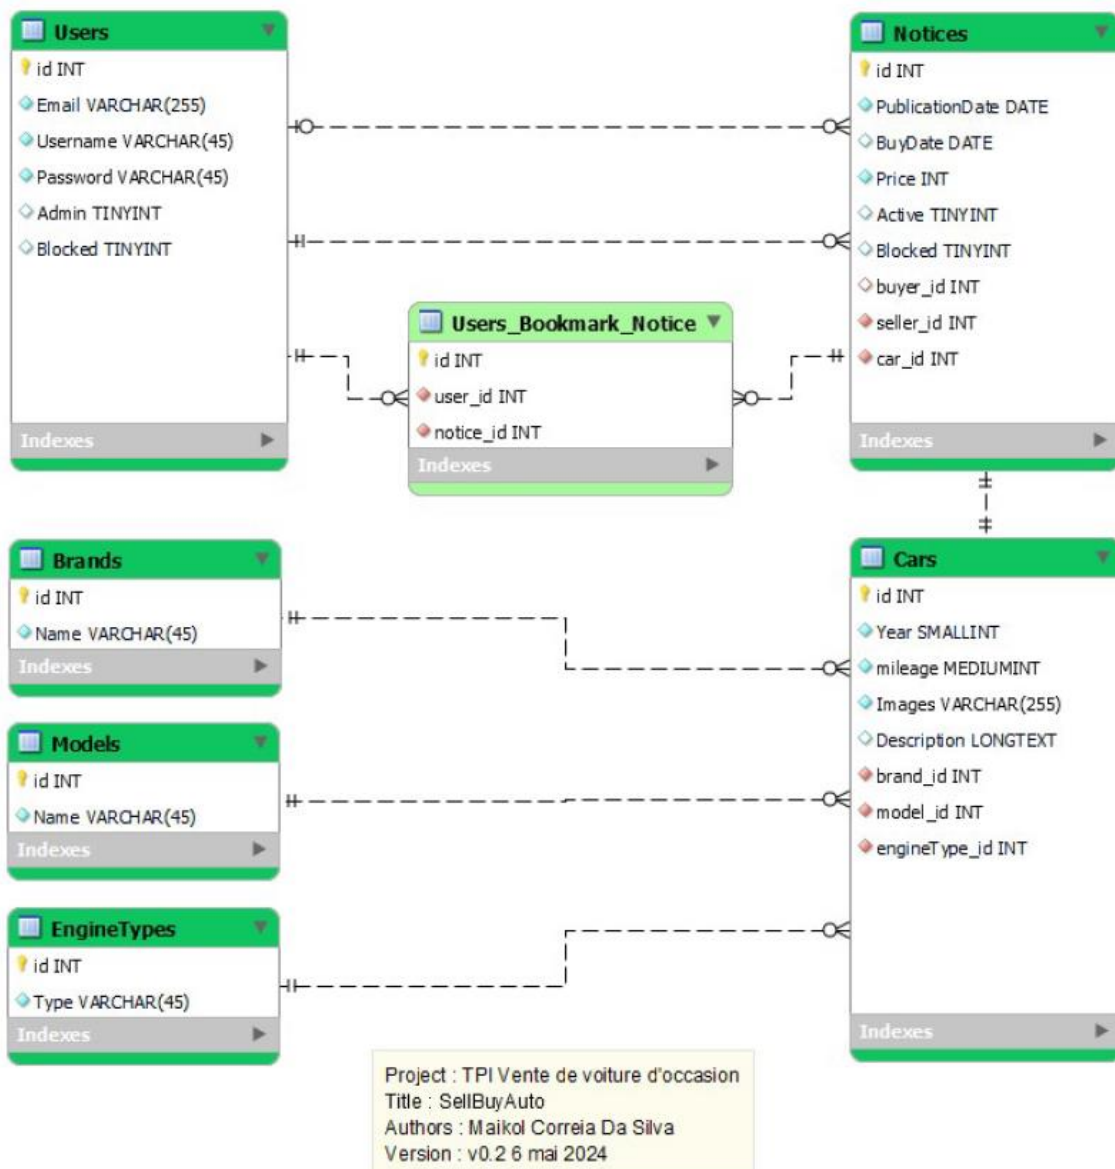 Users
id INT
Email VARCHAR(255)
Username VARCHAR(45)
Password VARCHAR(45)
Admin TINYINT
Blocked TINYINT
Indexes
Notices
id INT
PublicationDate DATE
BuyDate DATE
Price INT
Active TINYINT
Blocked TINYINT
buyer_id INT
seller_id INT
car_id INT
Indexes
Users_Bookmark_Notice
id INT
user_id INT
notice_id INT
Indexes
Brands
id INT
Name VARCHAR(45)
Indexes
Models
id INT
Name VARCHAR(45)
Indexes
EngineTypes
id INT
Type VARCHAR(45)
Indexes
Cars
id INT
Year SMALLINT
mileage MEDIUMINT
Images VARCHAR(255)
Description LONGTEXT
brand_id INT
model_id INT
engineType_id INT
Indexes
Project : TPI Vente de voiture d'occasion
Title : SellBuyAuto
Authors : Maikol Correia Da Silva
Version : v0.2 6 mai 2024